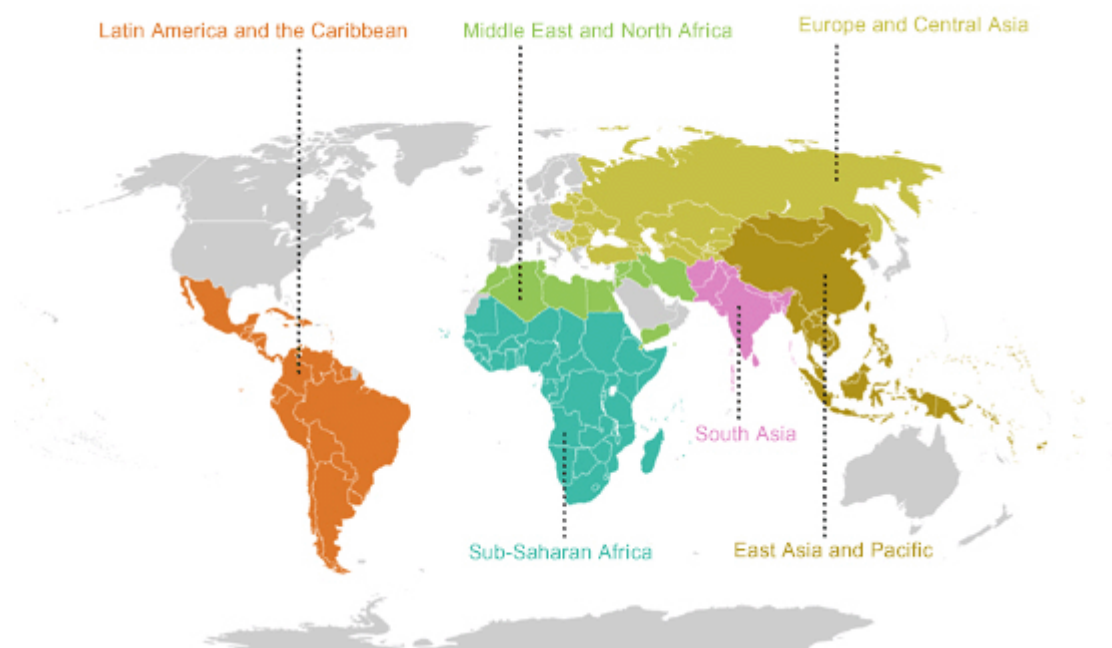 Latin America and the Caribbean
Middle East and North Africa
Europe and Central Asia
South Asia
Sub-Saharan Africa
East Asia and Pacific